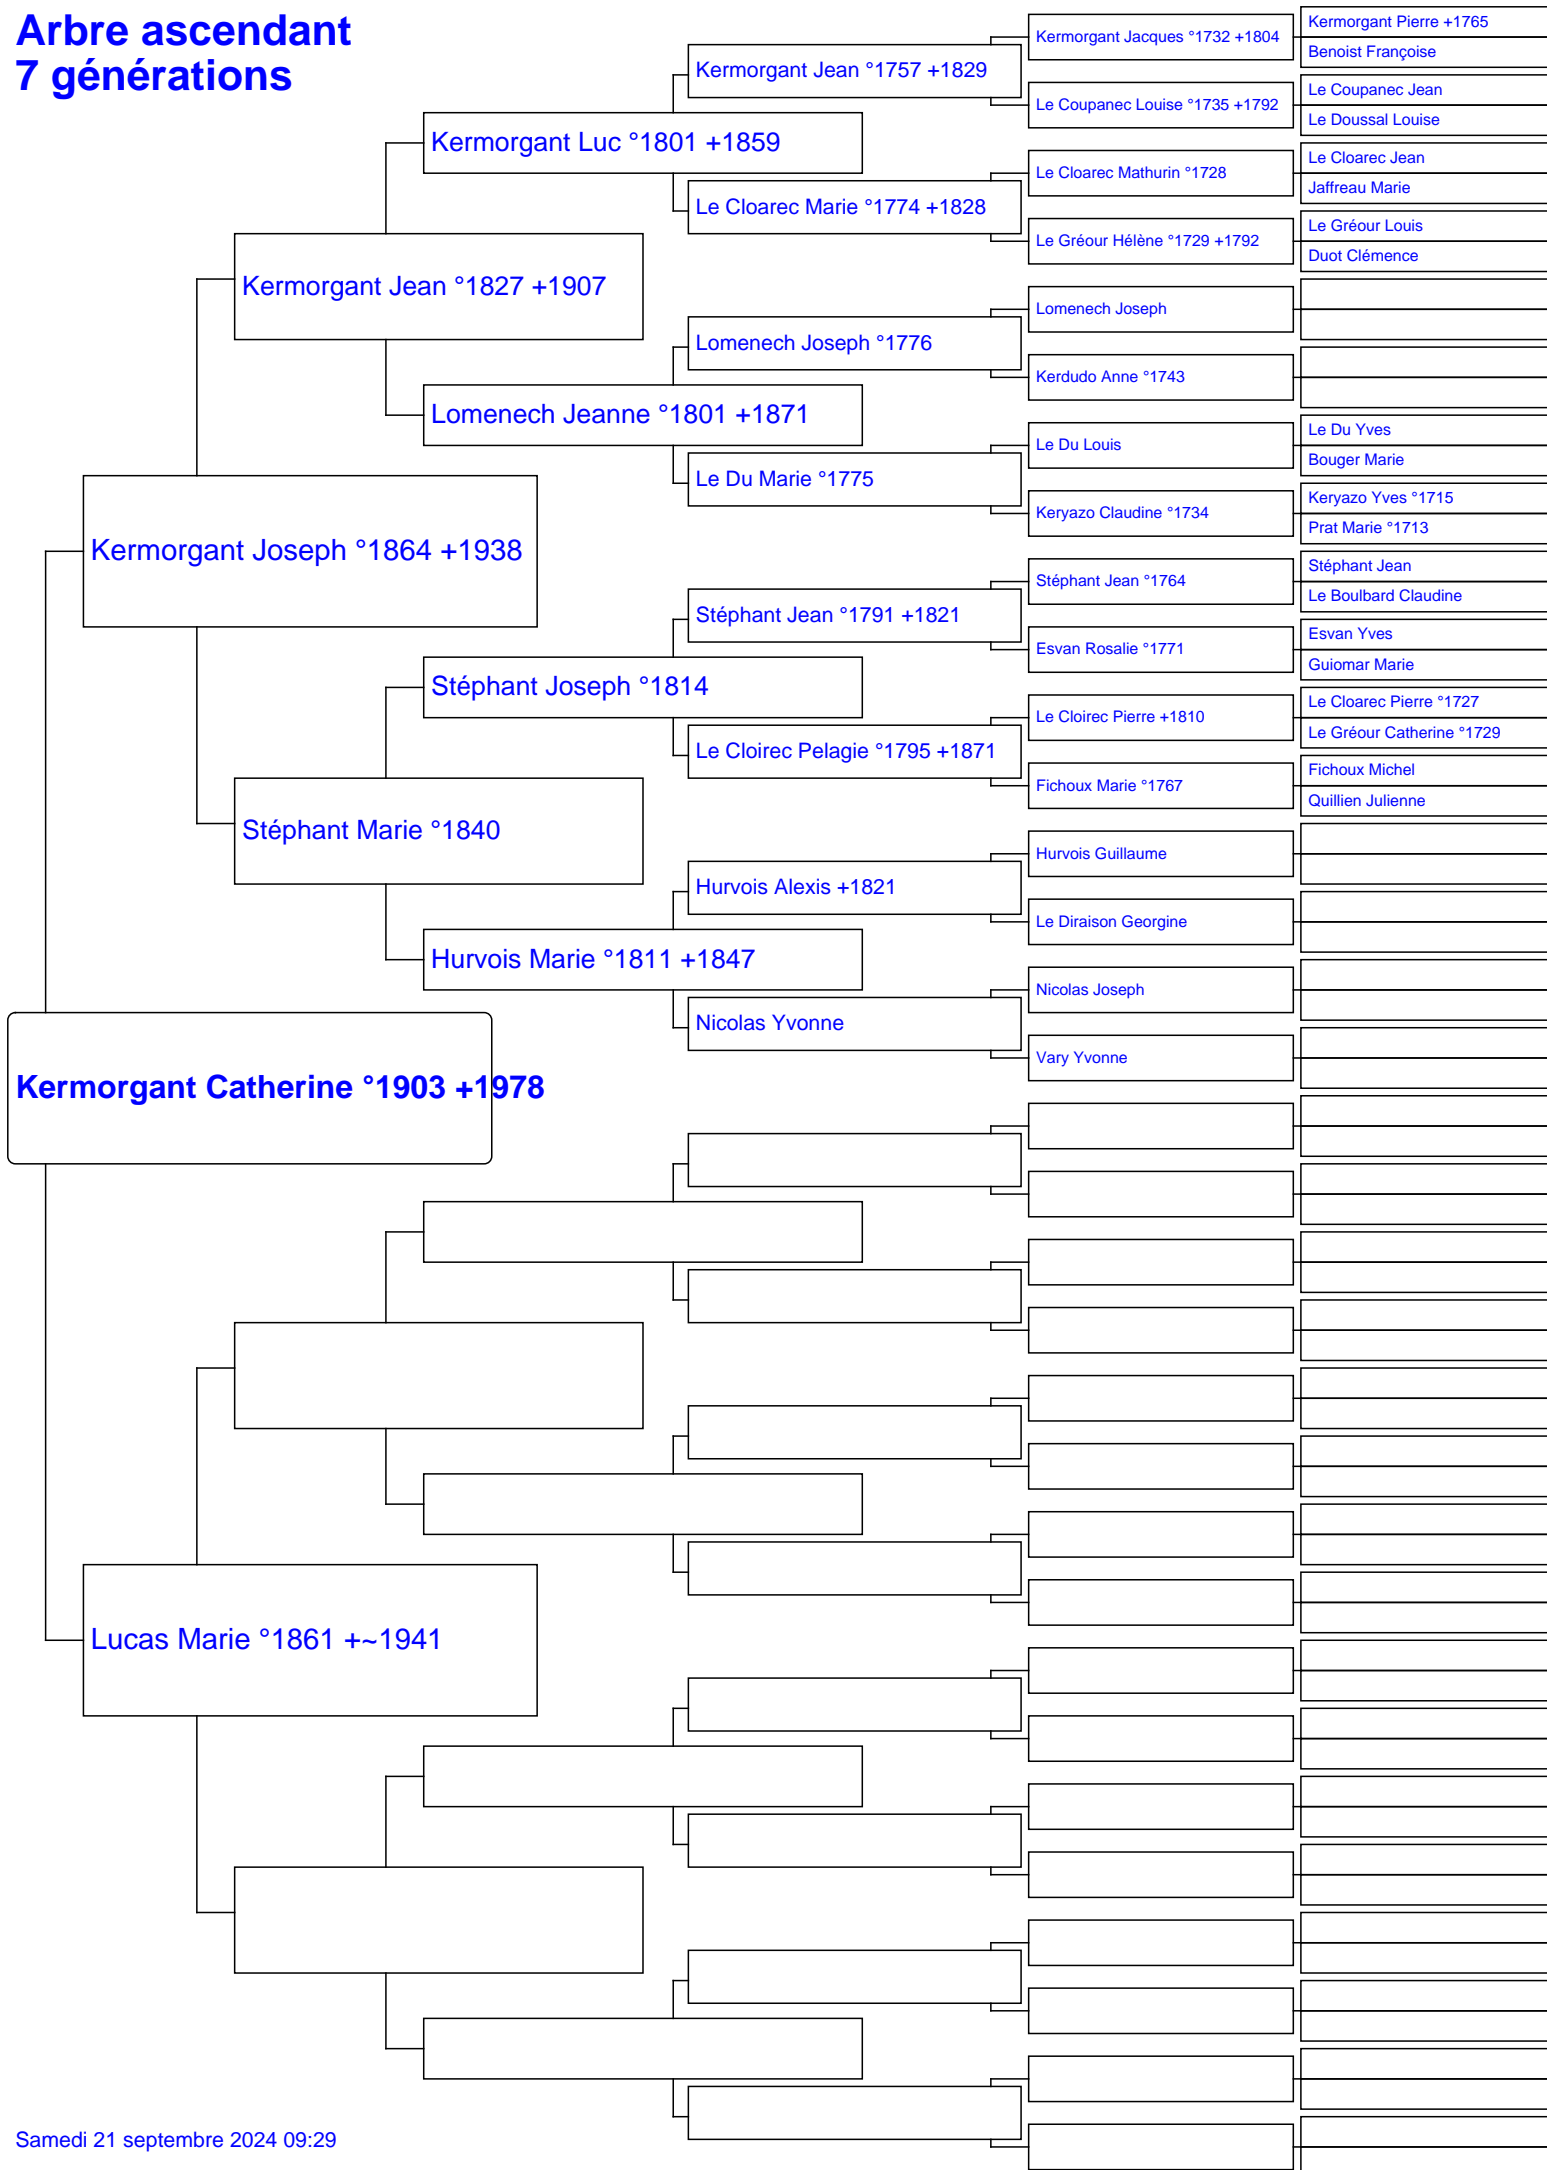 Arbre ascendant
7 générations
Kermorgant Catherine °1903 +1978
Kermorgant Joseph °1864 +1938
Lucas Marie °1861 +~1941
Kermorgant Jean °1827 +1907
Stéphant Marie °1840
Kermorgant Luc °1801 +1859
Lomenech Jeanne °1801 +1871
Stéphant Joseph °1814
Hurvois Marie °1811 +1847
Kermorgant Jean °1757 +1829
Le Cloarec Marie °1774 +1828
Lomenech Joseph °1776
Le Du Marie °1775
Stéphant Jean °1791 +1821
Le Cloirec Pelagie °1795 +1871
Hurvois Alexis +1821
Nicolas Yvonne
Kermorgant Jacques °1732 +1804
Le Coupanec Louise °1735 +1792
Le Cloarec Mathurin °1728
Le Gréour Hélène °1729 +1792
Lomenech Joseph
Kerdudo Anne °1743
Le Du Louis
Keryazo Claudine °1734
Stéphant Jean °1764
Esvan Rosalie °1771
Le Cloirec Pierre +1810
Fichoux Marie °1767
Hurvois Guillaume
Le Diraison Georgine
Nicolas Joseph
Vary Yvonne
Kermorgant Pierre +1765
Benoist Françoise
Le Coupanec Jean
Le Doussal Louise
Le Cloarec Jean
Jaffreau Marie
Le Gréour Louis
Duot Clémence
Le Du Yves
Bouger Marie
Keryazo Yves °1715
Prat Marie °1713
Stéphant Jean
Le Boulbard Claudine
Esvan Yves
Guiomar Marie
Le Cloarec Pierre °1727
Le Gréour Catherine °1729
Fichoux Michel
Quillien Julienne
Samedi 21 septembre 2024 09:29